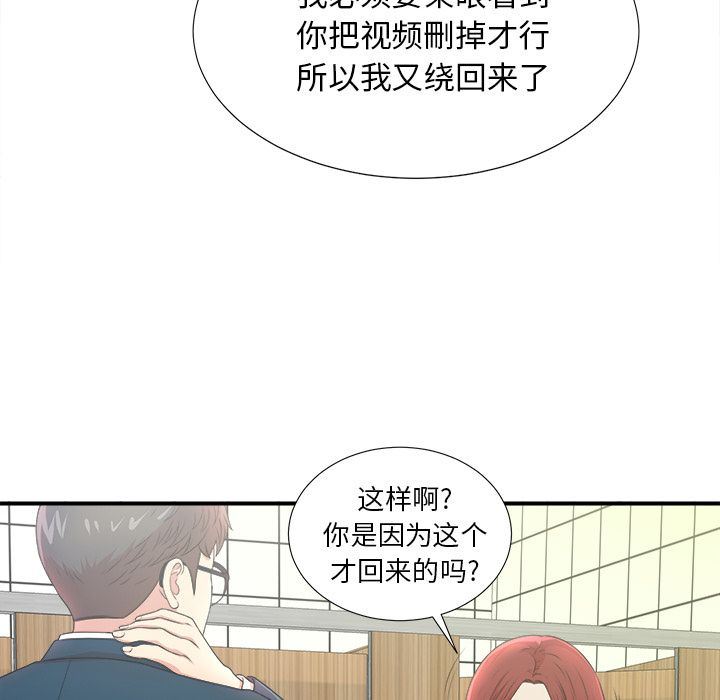 你把视频删掉才行
所以我又绕回来了
这样啊?
你是因为这个
才回来的吗?